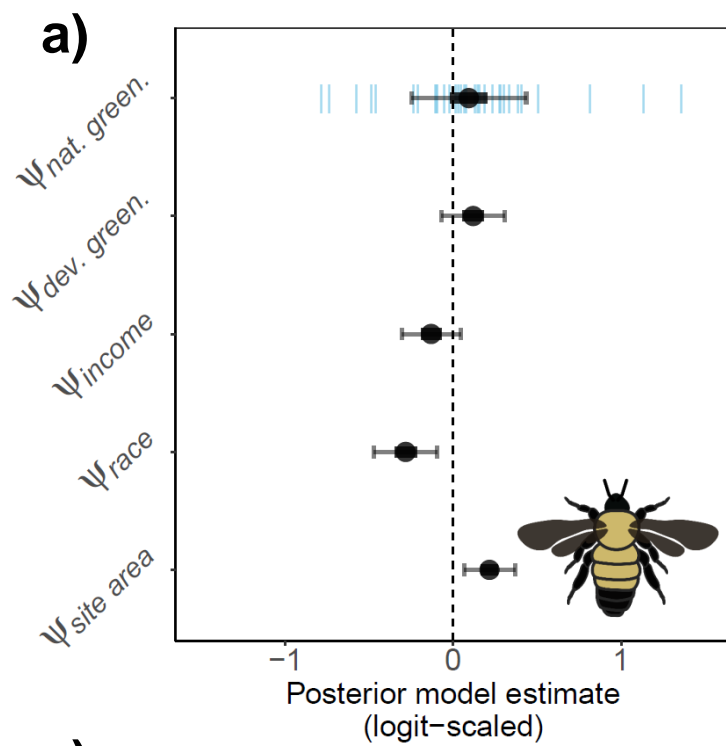 a)
ψnat. green.
ψdev. green.
ψincome
ψrace
ψsite area
−1 0 1
Posterior model estimate
(logit−scaled)